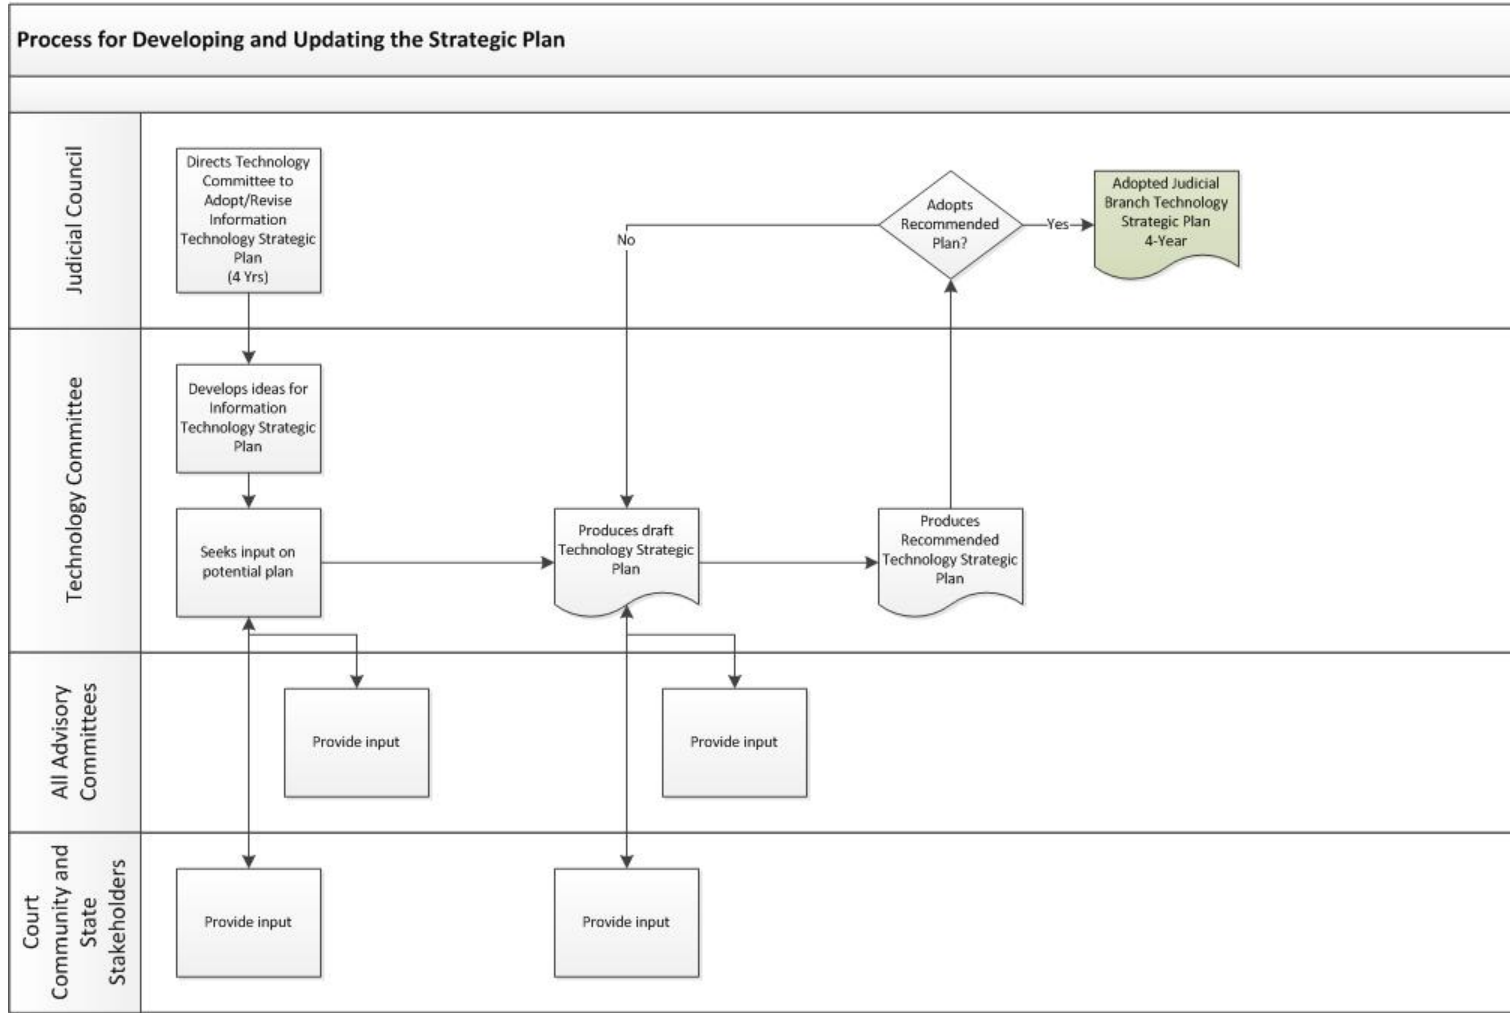 Process for Developing and Updating the Strategic Plan
Judicial Council
Directs Technology
Committee to
Adopt/Revise
Information
Technology Strategic
Plan
(4 Yrs)
No
Adopts
Recommended
Plan?
Yes
Adopted Judicial
Branch Technology
Strategic Plan
4-Year
Technology Committee
Develops ideas for
Information
Technology Strategic
Plan
Seeks input on
potential plan
Produces draft
Technology Strategic
Plan
Produces
Recommended
Technology Strategic
Plan
All Advisory
Committees
Provide input
Provide input
Court
Community and
State
Stakeholders
Provide input
Provide input